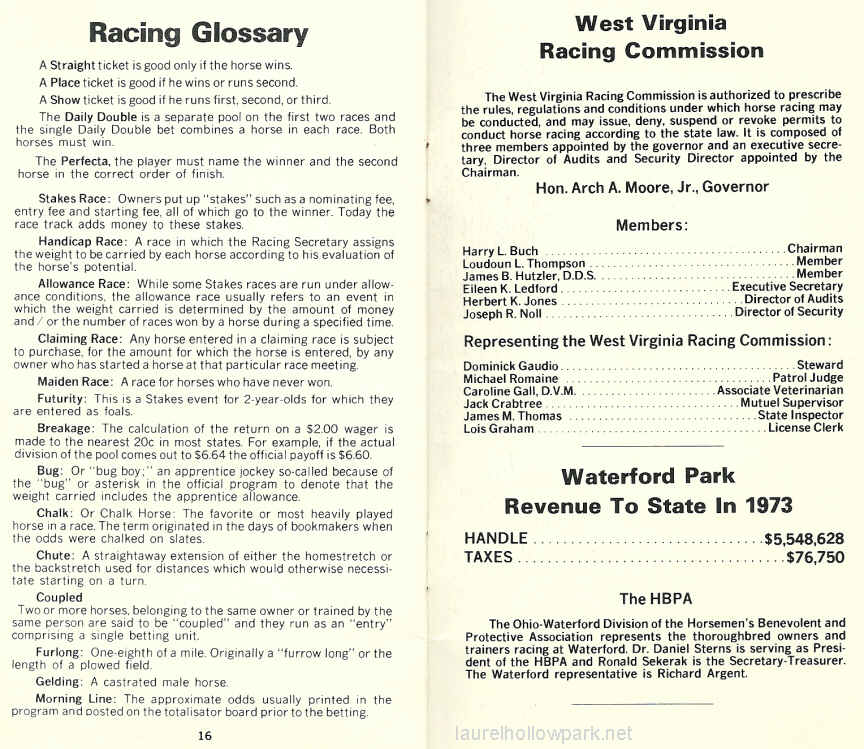 Racing Glossary
A Straight ticket is good only if the horse wins.
A Place ticket is good if he wins or runs second.
A Show ticket is good if he runs first, second, or third.
The Daily Double is a separate pool on the first two races and
the single Daily Double bet combines a horse in each race. Both
horses must win.
The Perfecta, the player must name the winner and the second
horse in the correct order of finish.
Stakes Race: Owners put up "stakes" such as a nominating fee,
entry fee and starting fee, all of which go to the winner. Today the
race track adds money to these stakes.
Handicap Race: A race in which the Racing Secretary assigns
the weight to be carried by each horse according to his evaluation of
the horse's potential.
Allowance Race: While some Stakes races are run under allow-
ance conditions, the allowance race usually refers to an event in
which the weight carried is determined by the amount of money
and / or the number of races won by a horse during a specified time.
Claiming Race: Any horse entered in a claiming race is subject
to purchase, for the amount for which the horse is entered, by any
owner who has started a horse at that particular race meeting.
Maiden Race: A race for horses who have never won.
Futurity: This is a Stakes event for 2-year-olds for which they
are entered as foals.
Breakage: The calculation of the return on a $2.00 wager is
made to the nearest 20c in most states. For example, if the actual
division of the pool comes out to $6.64 the official payoff is $6.60.
Bug: Or "bug boy;" an apprentice jockey so-called because of
the "bug" or asterisk in the official program to denote that the
weight carried includes the apprentice allowance.
Chalk: Or Chalk Horse: The favorite or most heavily played
horse in a race. The term originated in the days of bookmakers when
the odds were chalked on slates.
Chute: A straightaway extension of either the homestretch or
the backstretch used for distances which would otherwise necessi-
tate starting on a turn.
Coupled
Two or more horses, belonging to the same owner or trained by the
same person are said to be "coupled" and they run as an "entry"
comprising a single betting unit.
Furlong: One-eighth of a mile. Originally a "furrow long" or the
length of a plowed field.
Gelding: A castrated male horse.
Morning Line: The approximate odds usually printed in the
program and posted on the totalisator board prior to the betting.
16
West Virginia
Racing Commission
The West Virginia Racing Commission is authorized to prescribe
the rules, regulations and conditions under which horse racing may
be conducted, and may issue, deny, suspend or revoke permits to
conduct horse racing according to the state law. It is composed of
three members appointed by the governor and an executive secre-
tary, Director of Audits and Security Director appointed by the
Chairman.
Hon. Arch A. Moore, Jr., Governor
Members:
Harry L. Buch ..... Chairman
Loudoun L. Thompson ..... Member
James B. Hutzler, D.D.S. ..... Member
Eileen K. Ledford ..... Executive Secretary
Herbert K. Jones ..... Director of Audits
Joseph R. Noll ..... Director of Security
Representing the West Virginia Racing Commission:
Dominick Gaudio ..... Steward
Michael Romaine ..... Patrol Judge
Caroline Gall, D.V.M. ..... Associate Veterinarian
Jack Crabtree ..... Mutuel Supervisor
James M. Thomas ..... State Inspector
Lois Graham ..... License Clerk
Waterford Park
Revenue To State In 1973
HANDLE ..... $5,548,628
TAXES ..... $76,750
The HBPA
The Ohio-Waterford Division of the Horsemen's Benevolent and
Protective Association represents the thoroughbred owners and
trainers racing at Waterford. Dr. Daniel Sterns is serving as Presi-
dent of the HBPA and Ronald Sekerak is the Secretary-Treasurer.
The Waterford representative is Richard Argent.
laurelhollowpark.net